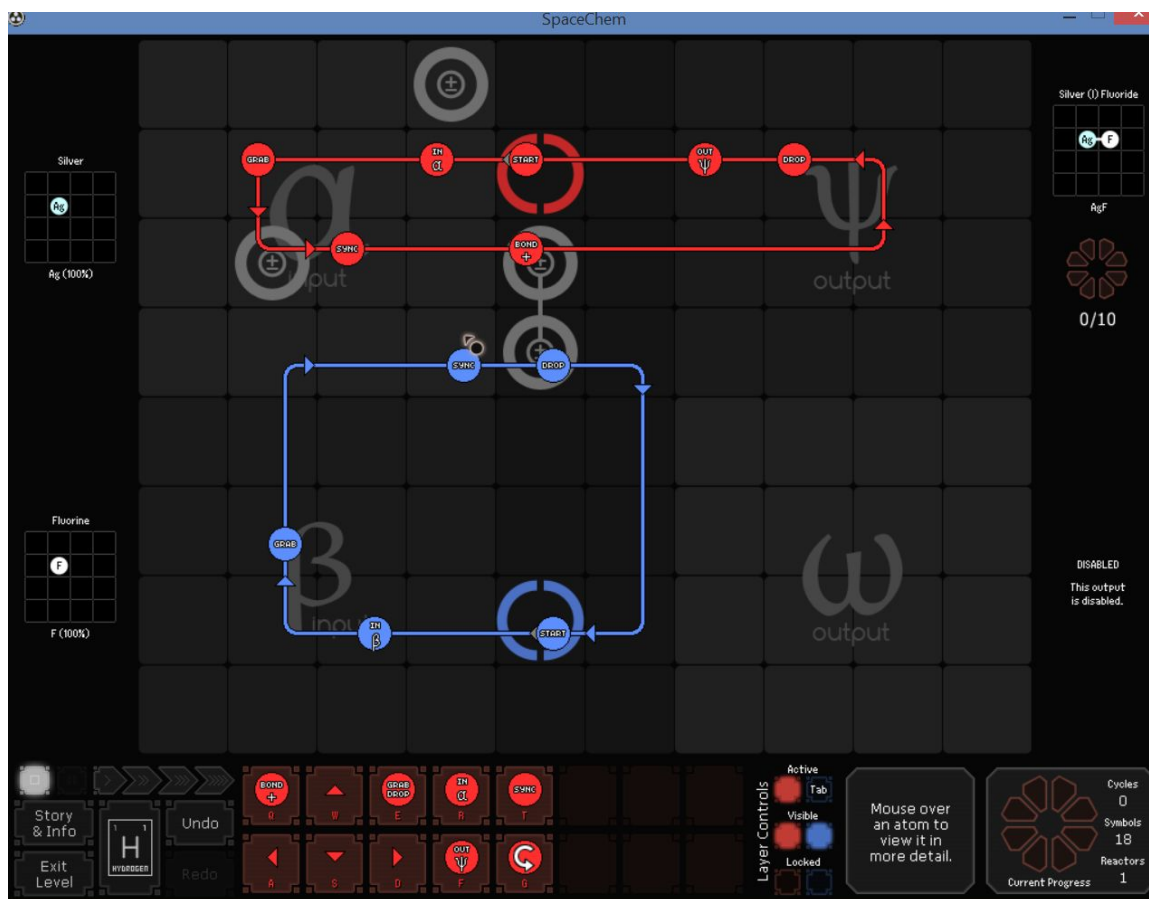 SpaceChem
±
Silver (I) Fluoride
Ag F
AgF
Silver
Ag
Ag (100%)
GRAB
IN
α
START
OUT
Ψ
DROP
α
input
ψ
output
SYNC
BOND
+
±
±
0/10
SYNC
±
DROP
Fluorine
F
F (100%)
GRAB
β
input
IN
β
START
ω
output
DISABLED
This output
is disabled.
Story
& Info
Exit
Level
1 1
H
HYDROGEN
Undo
Redo
BOND
+
Q
W
GRAB
DROP
E
IN
α
R
SYNC
T
A
S
D
OUT
Ψ
F
G
Layer Controls
Active
Tab
Visible
Locked
Mouse over
an atom to
view it in
more detail.
Cycles
0
Symbols
18
Reactors
1
Current Progress